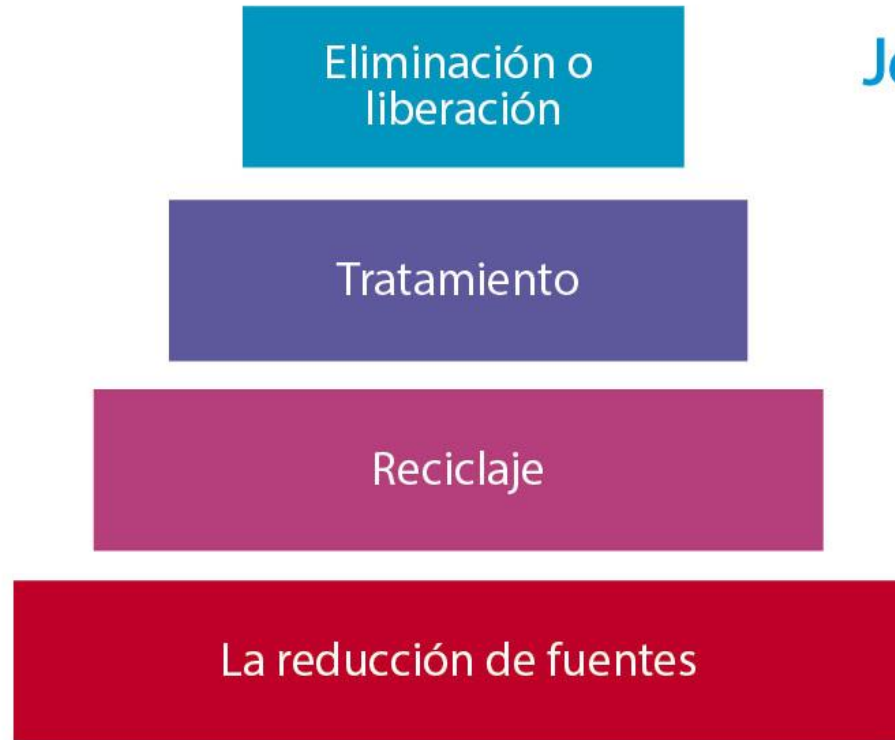 Eliminación o
liberación
Tratamiento
Reciclaje
La reducción de fuentes